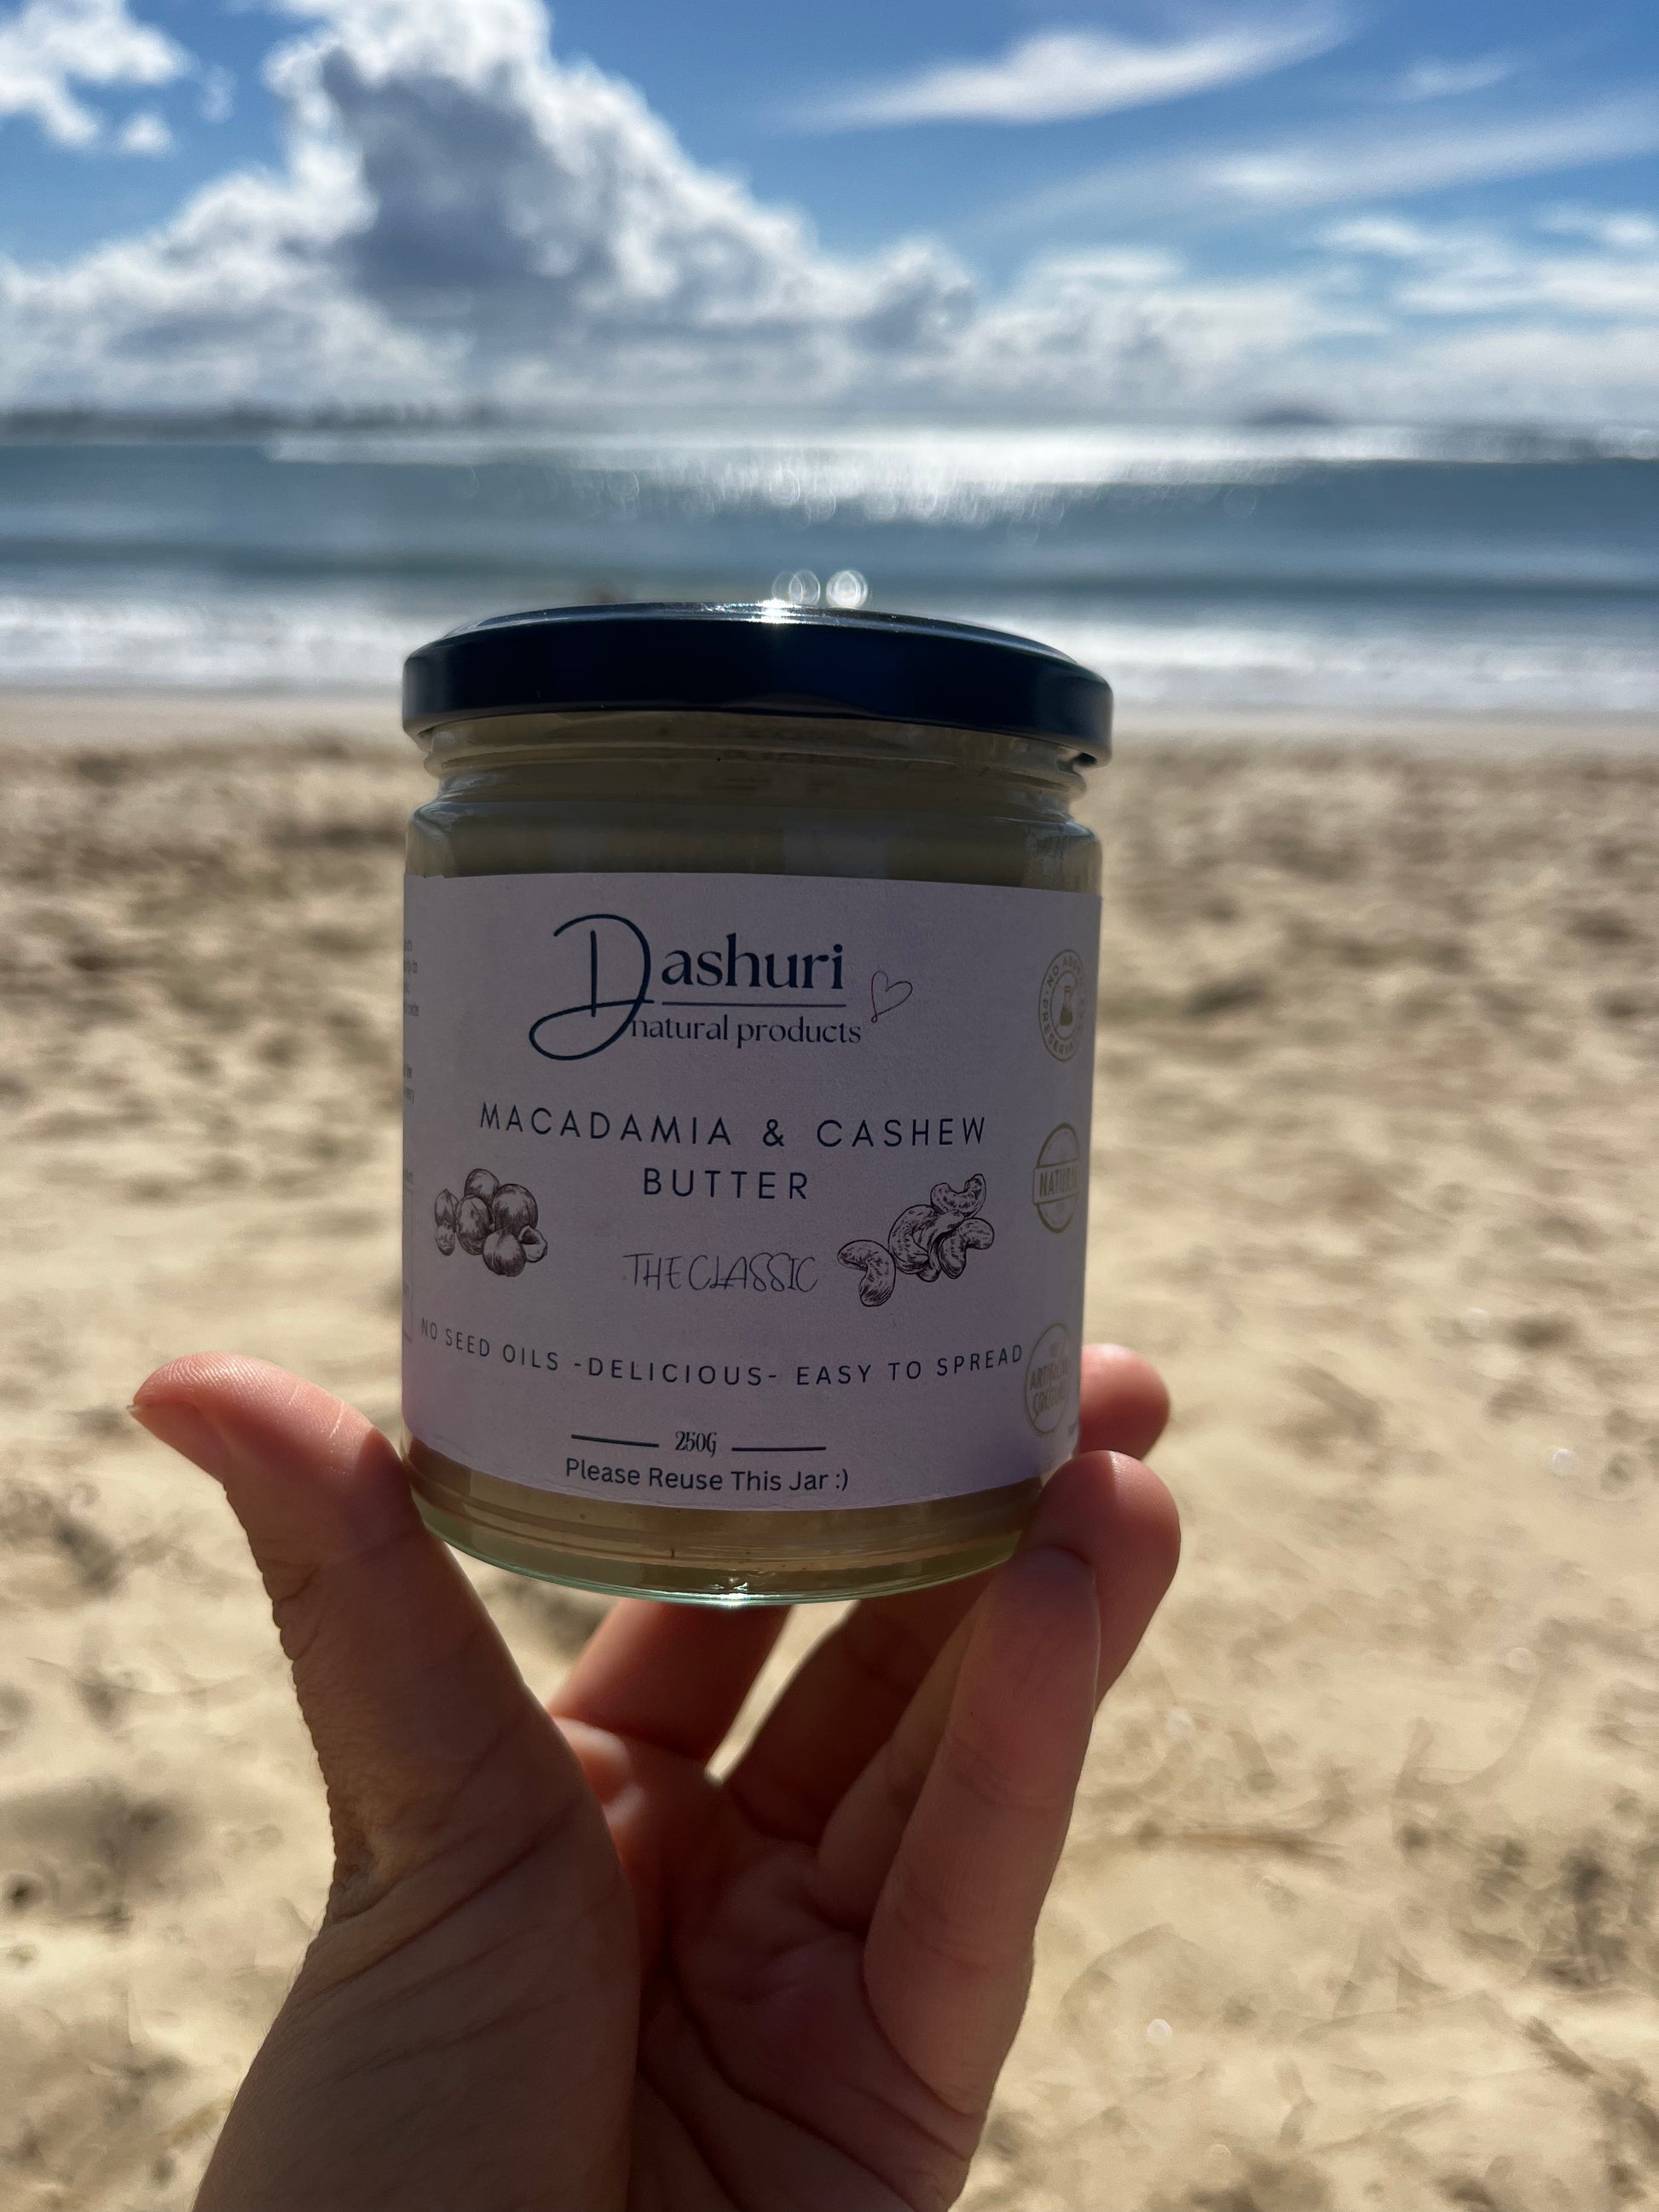 Dashuri
natural products
MACADAMIA & CASHEW
BUTTER
THE CLASSIC
NO SEED OILS -DELICIOUS- EASY TO SPREAD
250G
Please Reuse This Jar :)
NATURAL